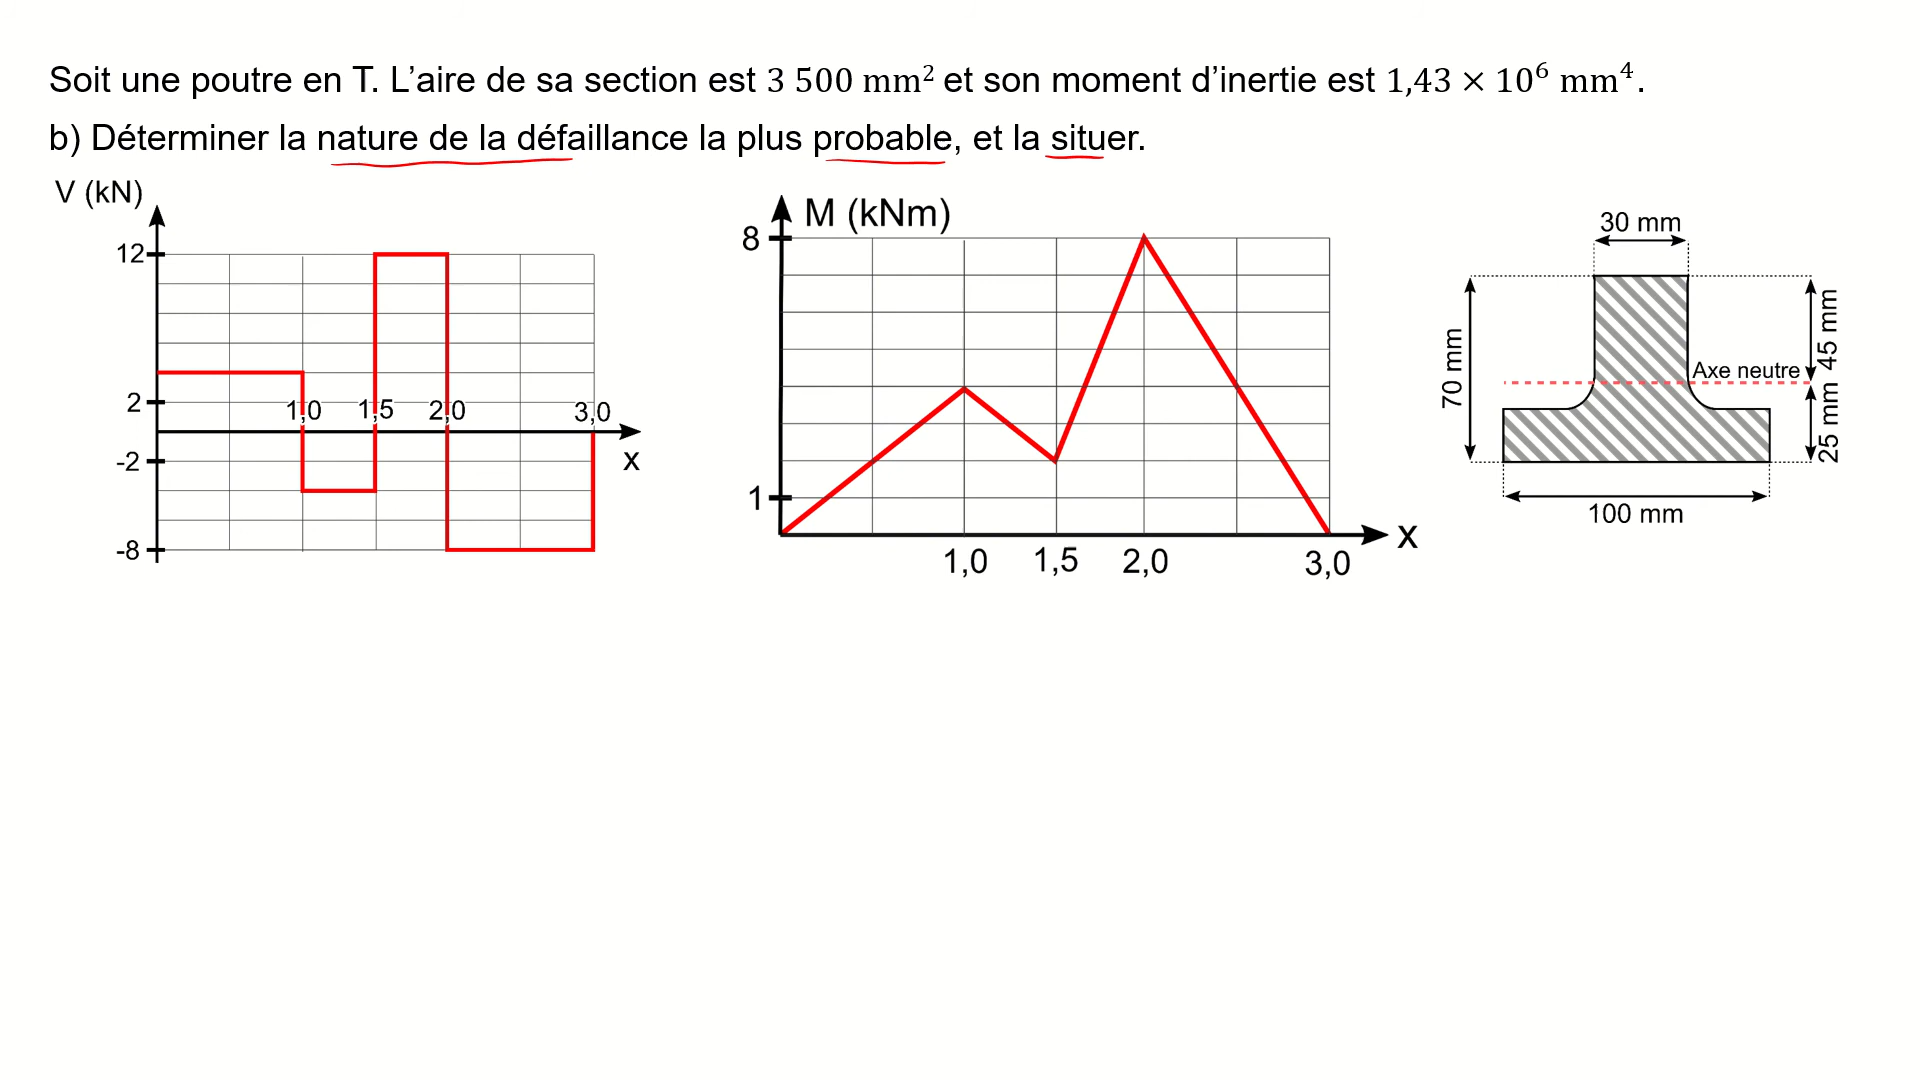 Soit une poutre en T. L’aire de sa section est 3 500 mm² et son moment d’inertie est 1,43 × 10⁶ mm⁴.
b) Déterminer la nature de la défaillance la plus probable, et la situer.
V (kN)
12
2
-2
-8
1,0
1,5
2,0
3,0
x
M (kNm)
8
1
1,0
1,5
2,0
3,0
x
30 mm
70 mm
Axe neutre
45 mm
25 mm
100 mm